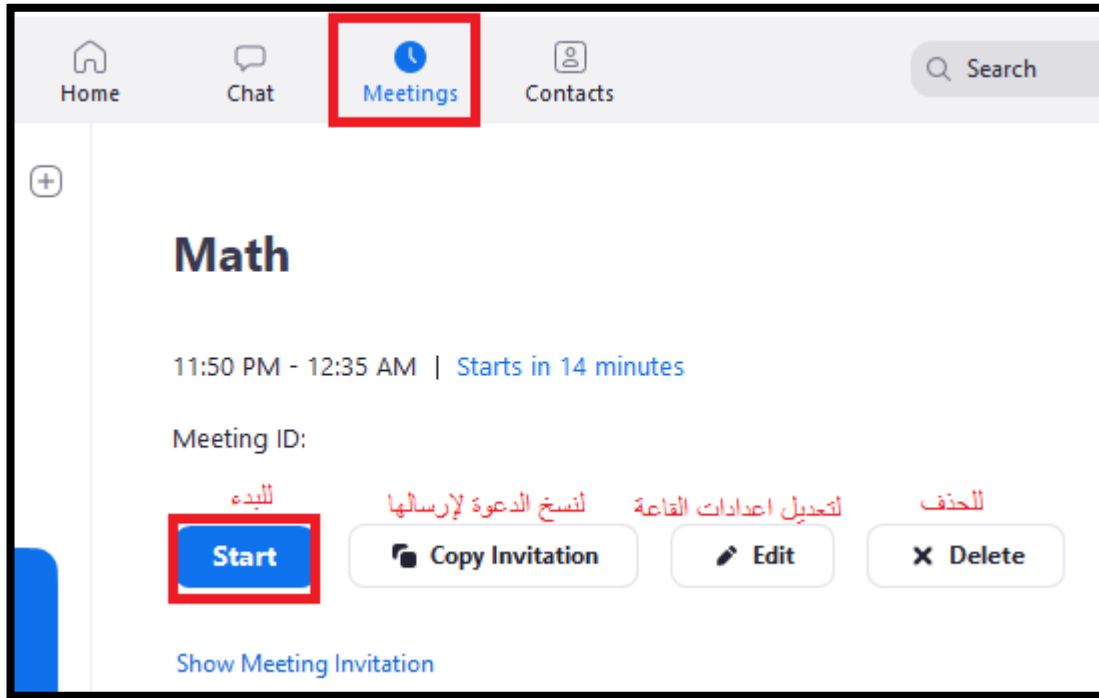 Home Chat Meetings Contacts Search
Math
11:50 PM - 12:35 AM | Starts in 14 minutes
Meeting ID:
للبدء لنسخ الدعوة لإرسالها لتعديل اعدادات القاعة للحذف
Start Copy Invitation Edit Delete
Show Meeting Invitation